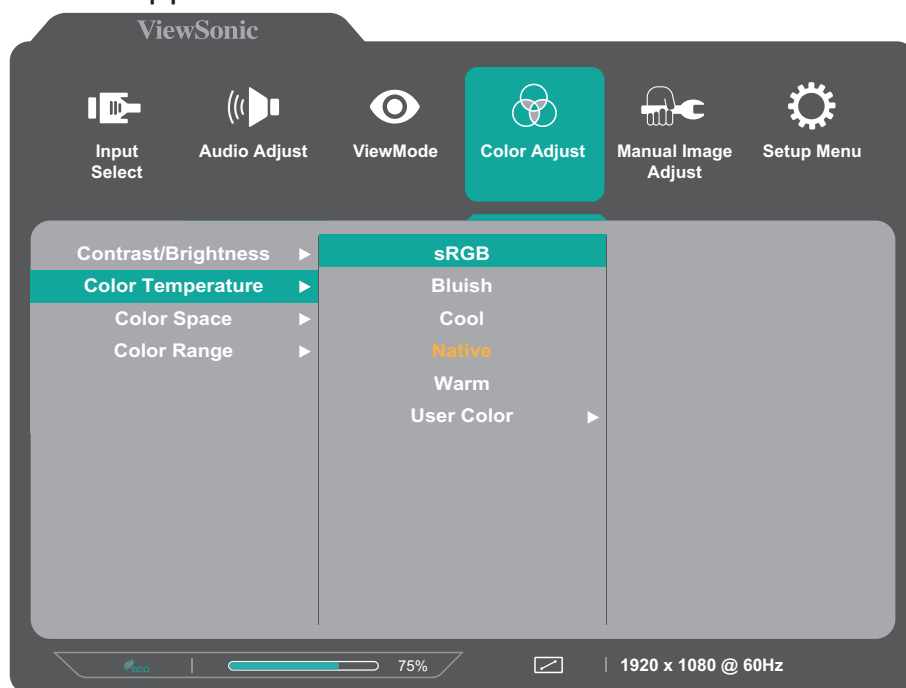 ViewSonic
Input
Select
Audio Adjust
ViewMode
Color Adjust
Manual Image
Adjust
Setup Menu
Contrast/Brightness
Color Temperature
Color Space
Color Range
sRGB
Bluish
Cool
Native
Warm
User Color
75%
1920 x 1080 @ 60Hz